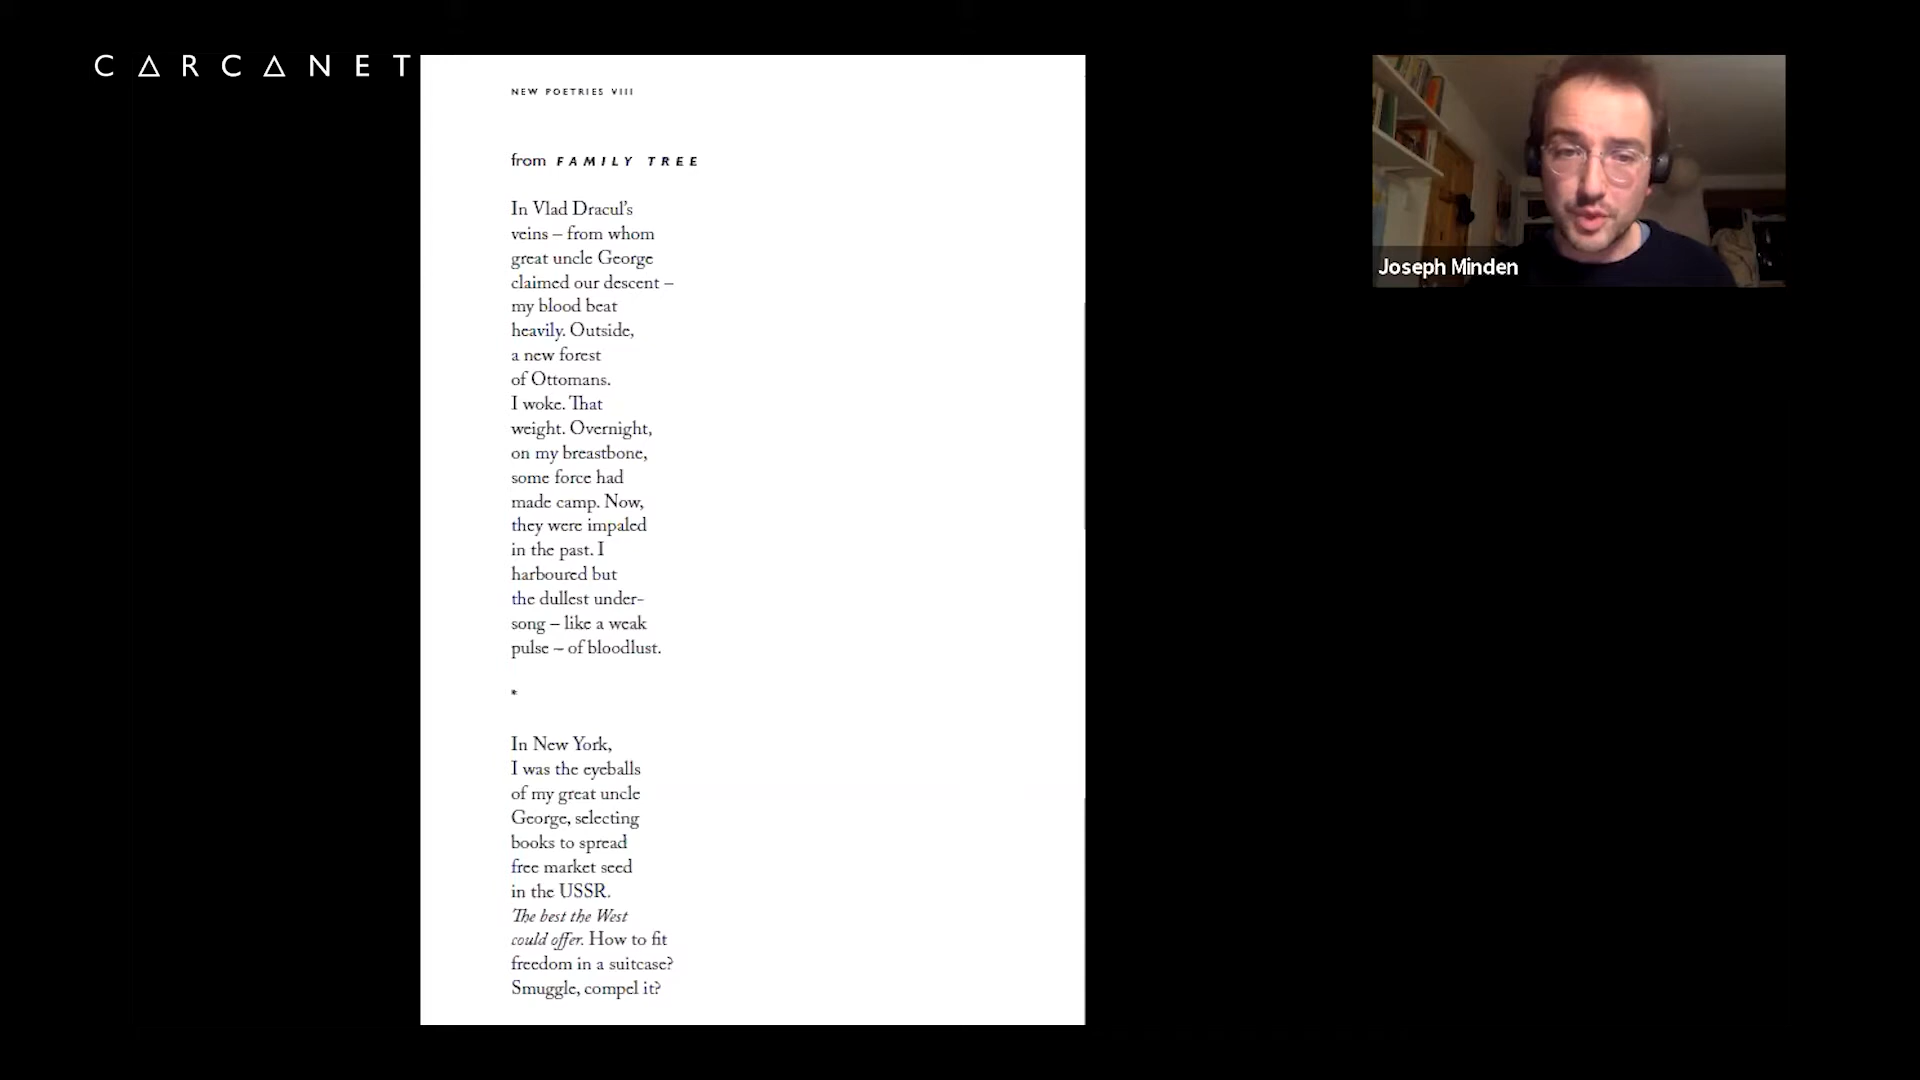 CARCANET
NEW POETRIES VIII
from FAMILY TREE
In Vlad Dracul’s
veins – from whom
great uncle George
claimed our descent –
my blood beat
heavily. Outside,
a new forest
of Ottomans.
I woke. That
weight. Overnight,
on my breastbone,
some force had
made camp. Now,
they were impaled
in the past. I
harboured but
the dullest under-
song – like a weak
pulse – of bloodlust.
*
In New York,
I was the eyeballs
of my great uncle
George, selecting
books to spread
free market seed
in the USSR.
The best the West
could offer. How to fit
freedom in a suitcase?
Smuggle, compel it?
Joseph Minden